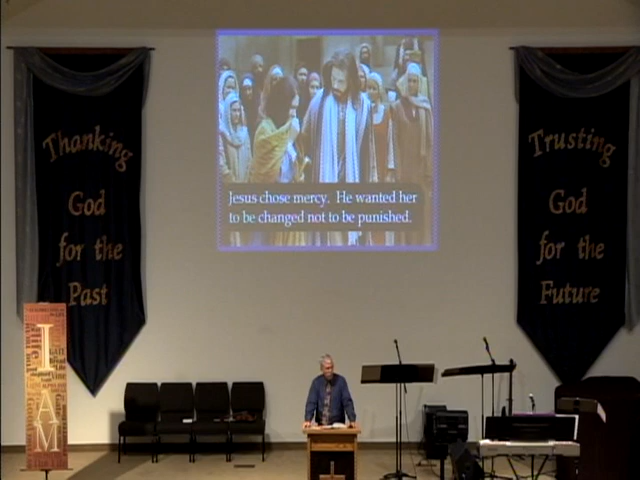 Jesus chose mercy.  He wanted her
to be changed not to be punished.
Thanking
God
for the
Past
Trusting
God
for the
Future
I
AM